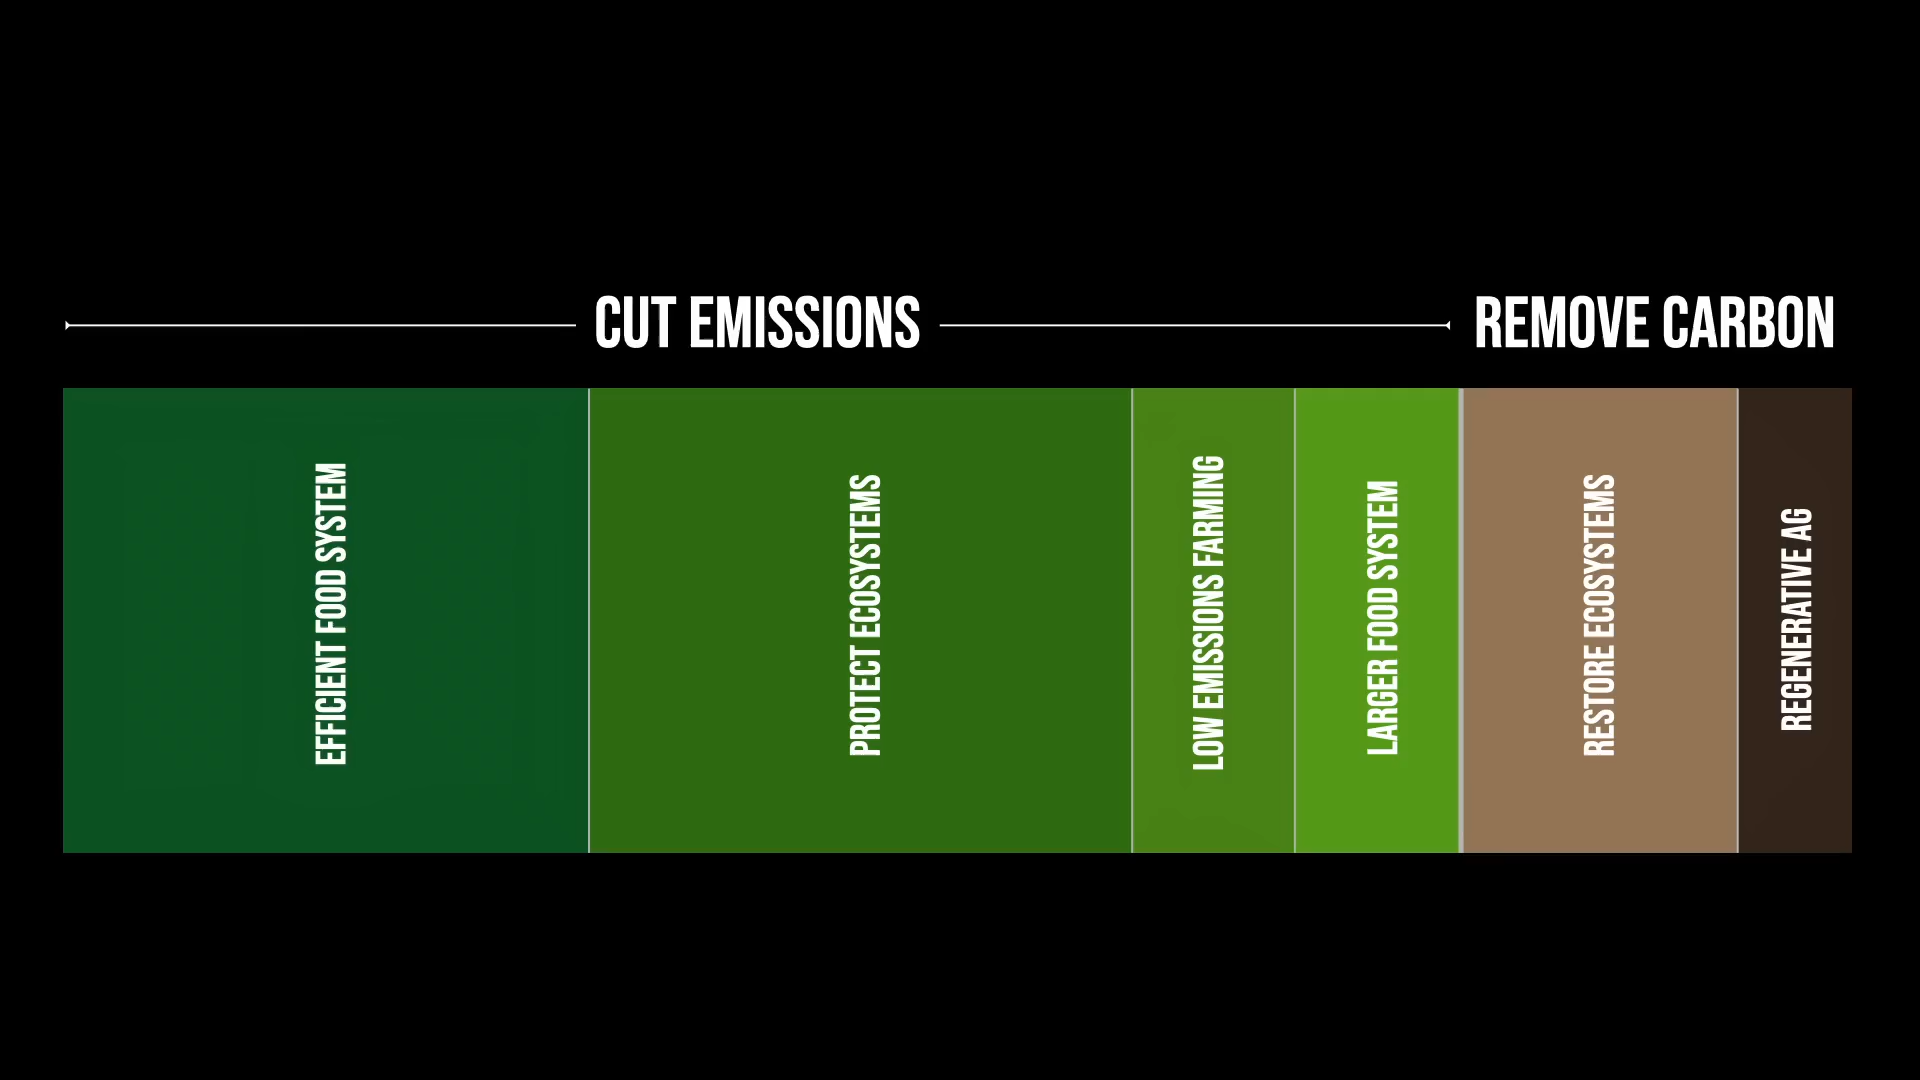 CUT EMISSIONS
REMOVE CARBON
EFFICIENT FOOD SYSTEM
PROTECT ECOSYSTEMS
LOW EMISSIONS FARMING
LARGER FOOD SYSTEM
RESTORE ECOSYSTEMS
REGENERATIVE AG